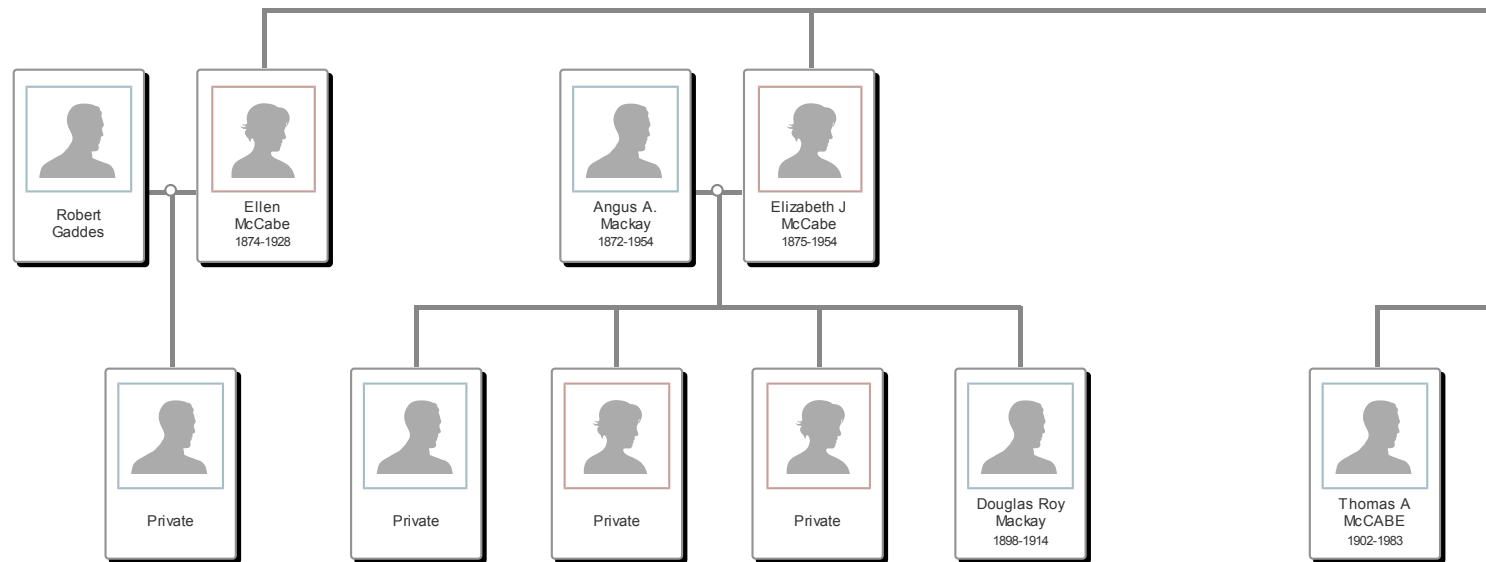 Robert
Gaddes
Ellen
McCabe
1874-1928
Angus A.
Mackay
1872-1954
Elizabeth J
McCabe
1875-1954
Private
Private
Private
Private
Douglas Roy
Mackay
1898-1914
Thomas A
McCABE
1902-1983